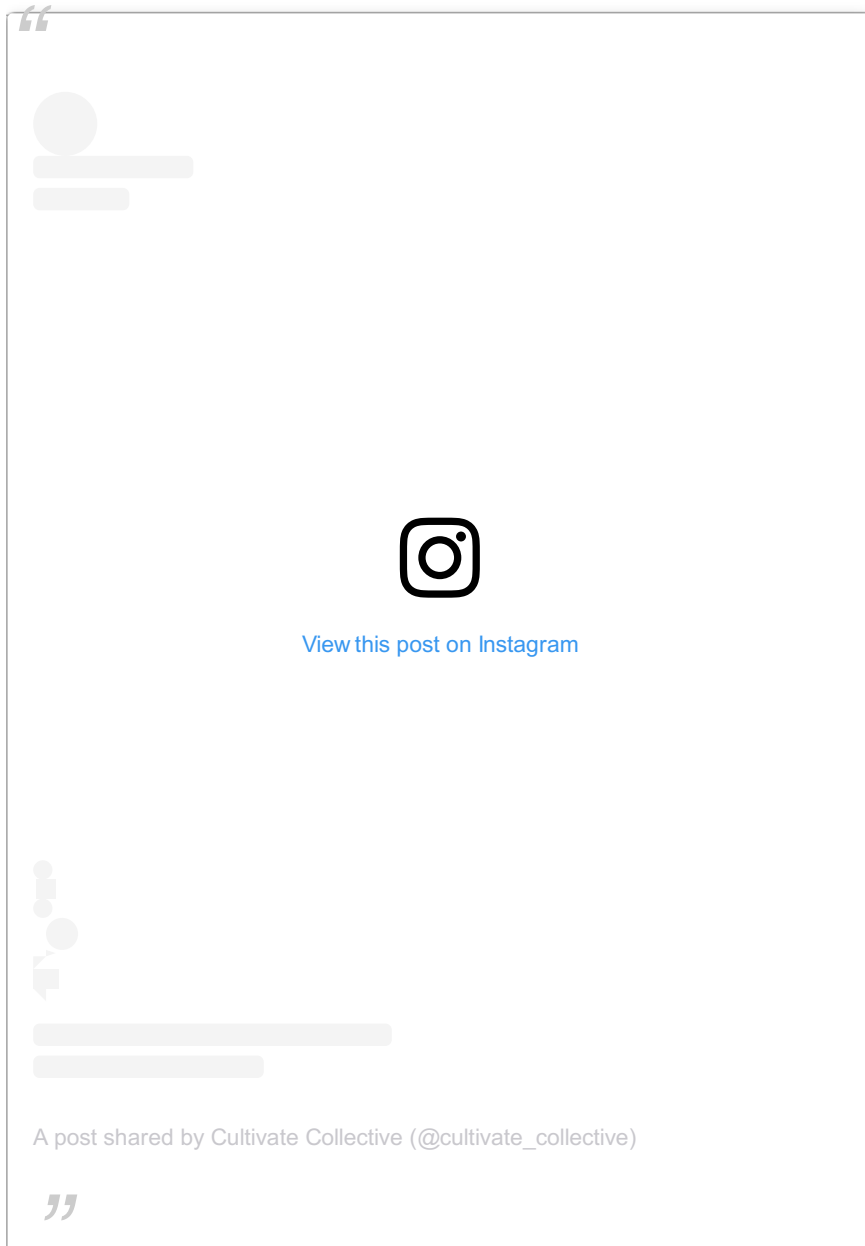 “
View this post on Instagram
A post shared by Cultivate Collective (@cultivate_collective)
”